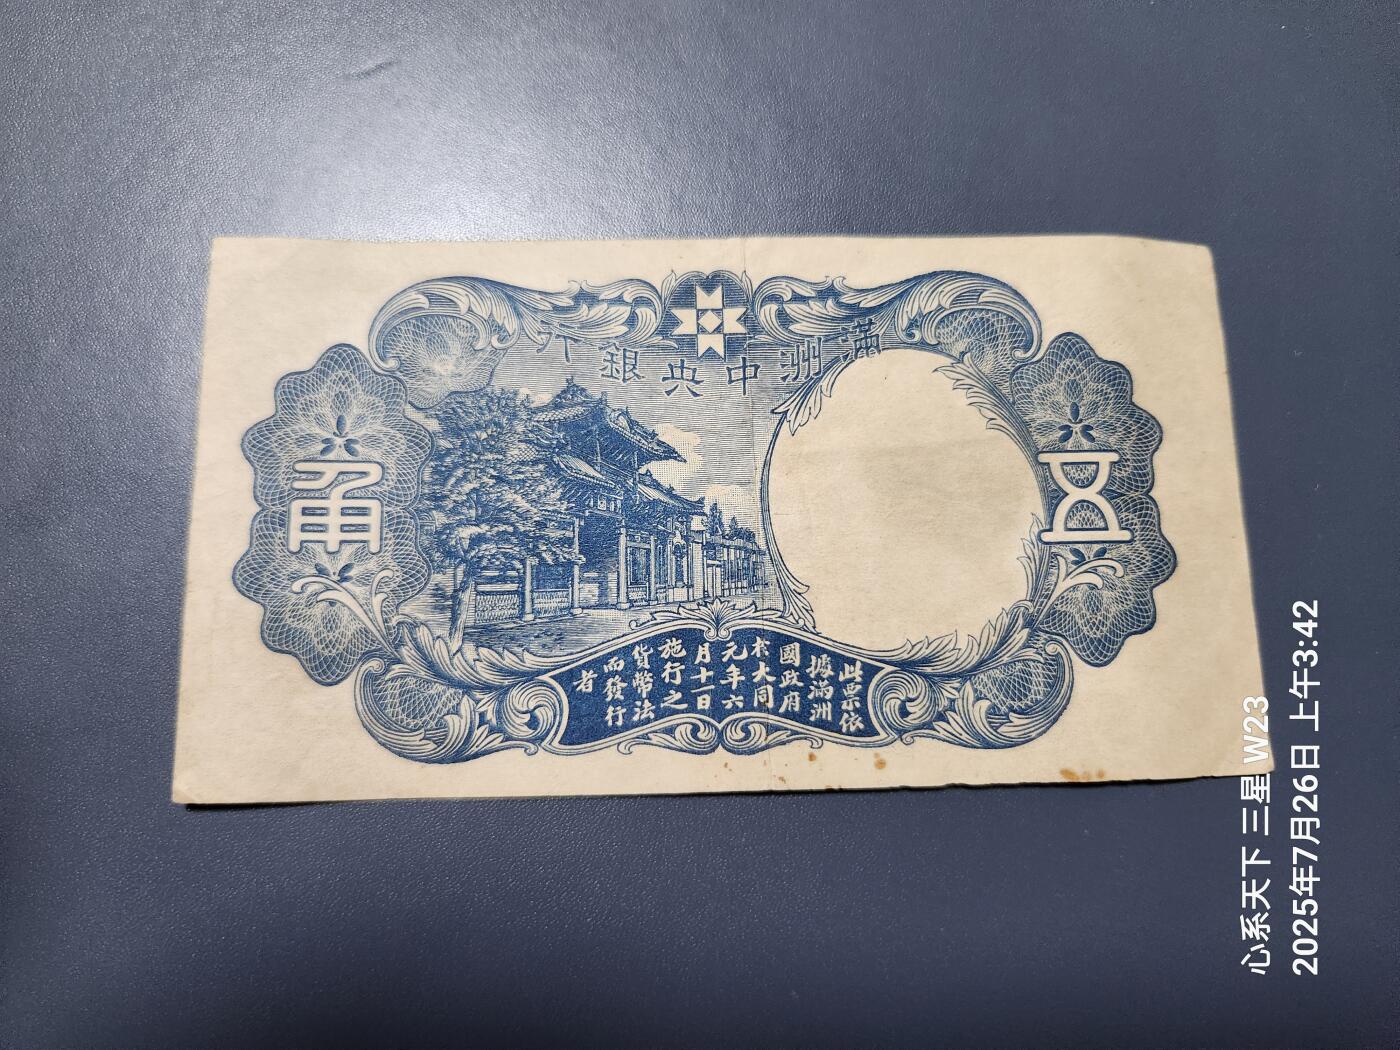 滿洲中央銀行
五
角
此票依
據滿洲
國政府
於大同
元年六
月十一日
施行之
貨幣法
而發行
者
心系天下 三星 W23
2025年7月26日 上午3:42